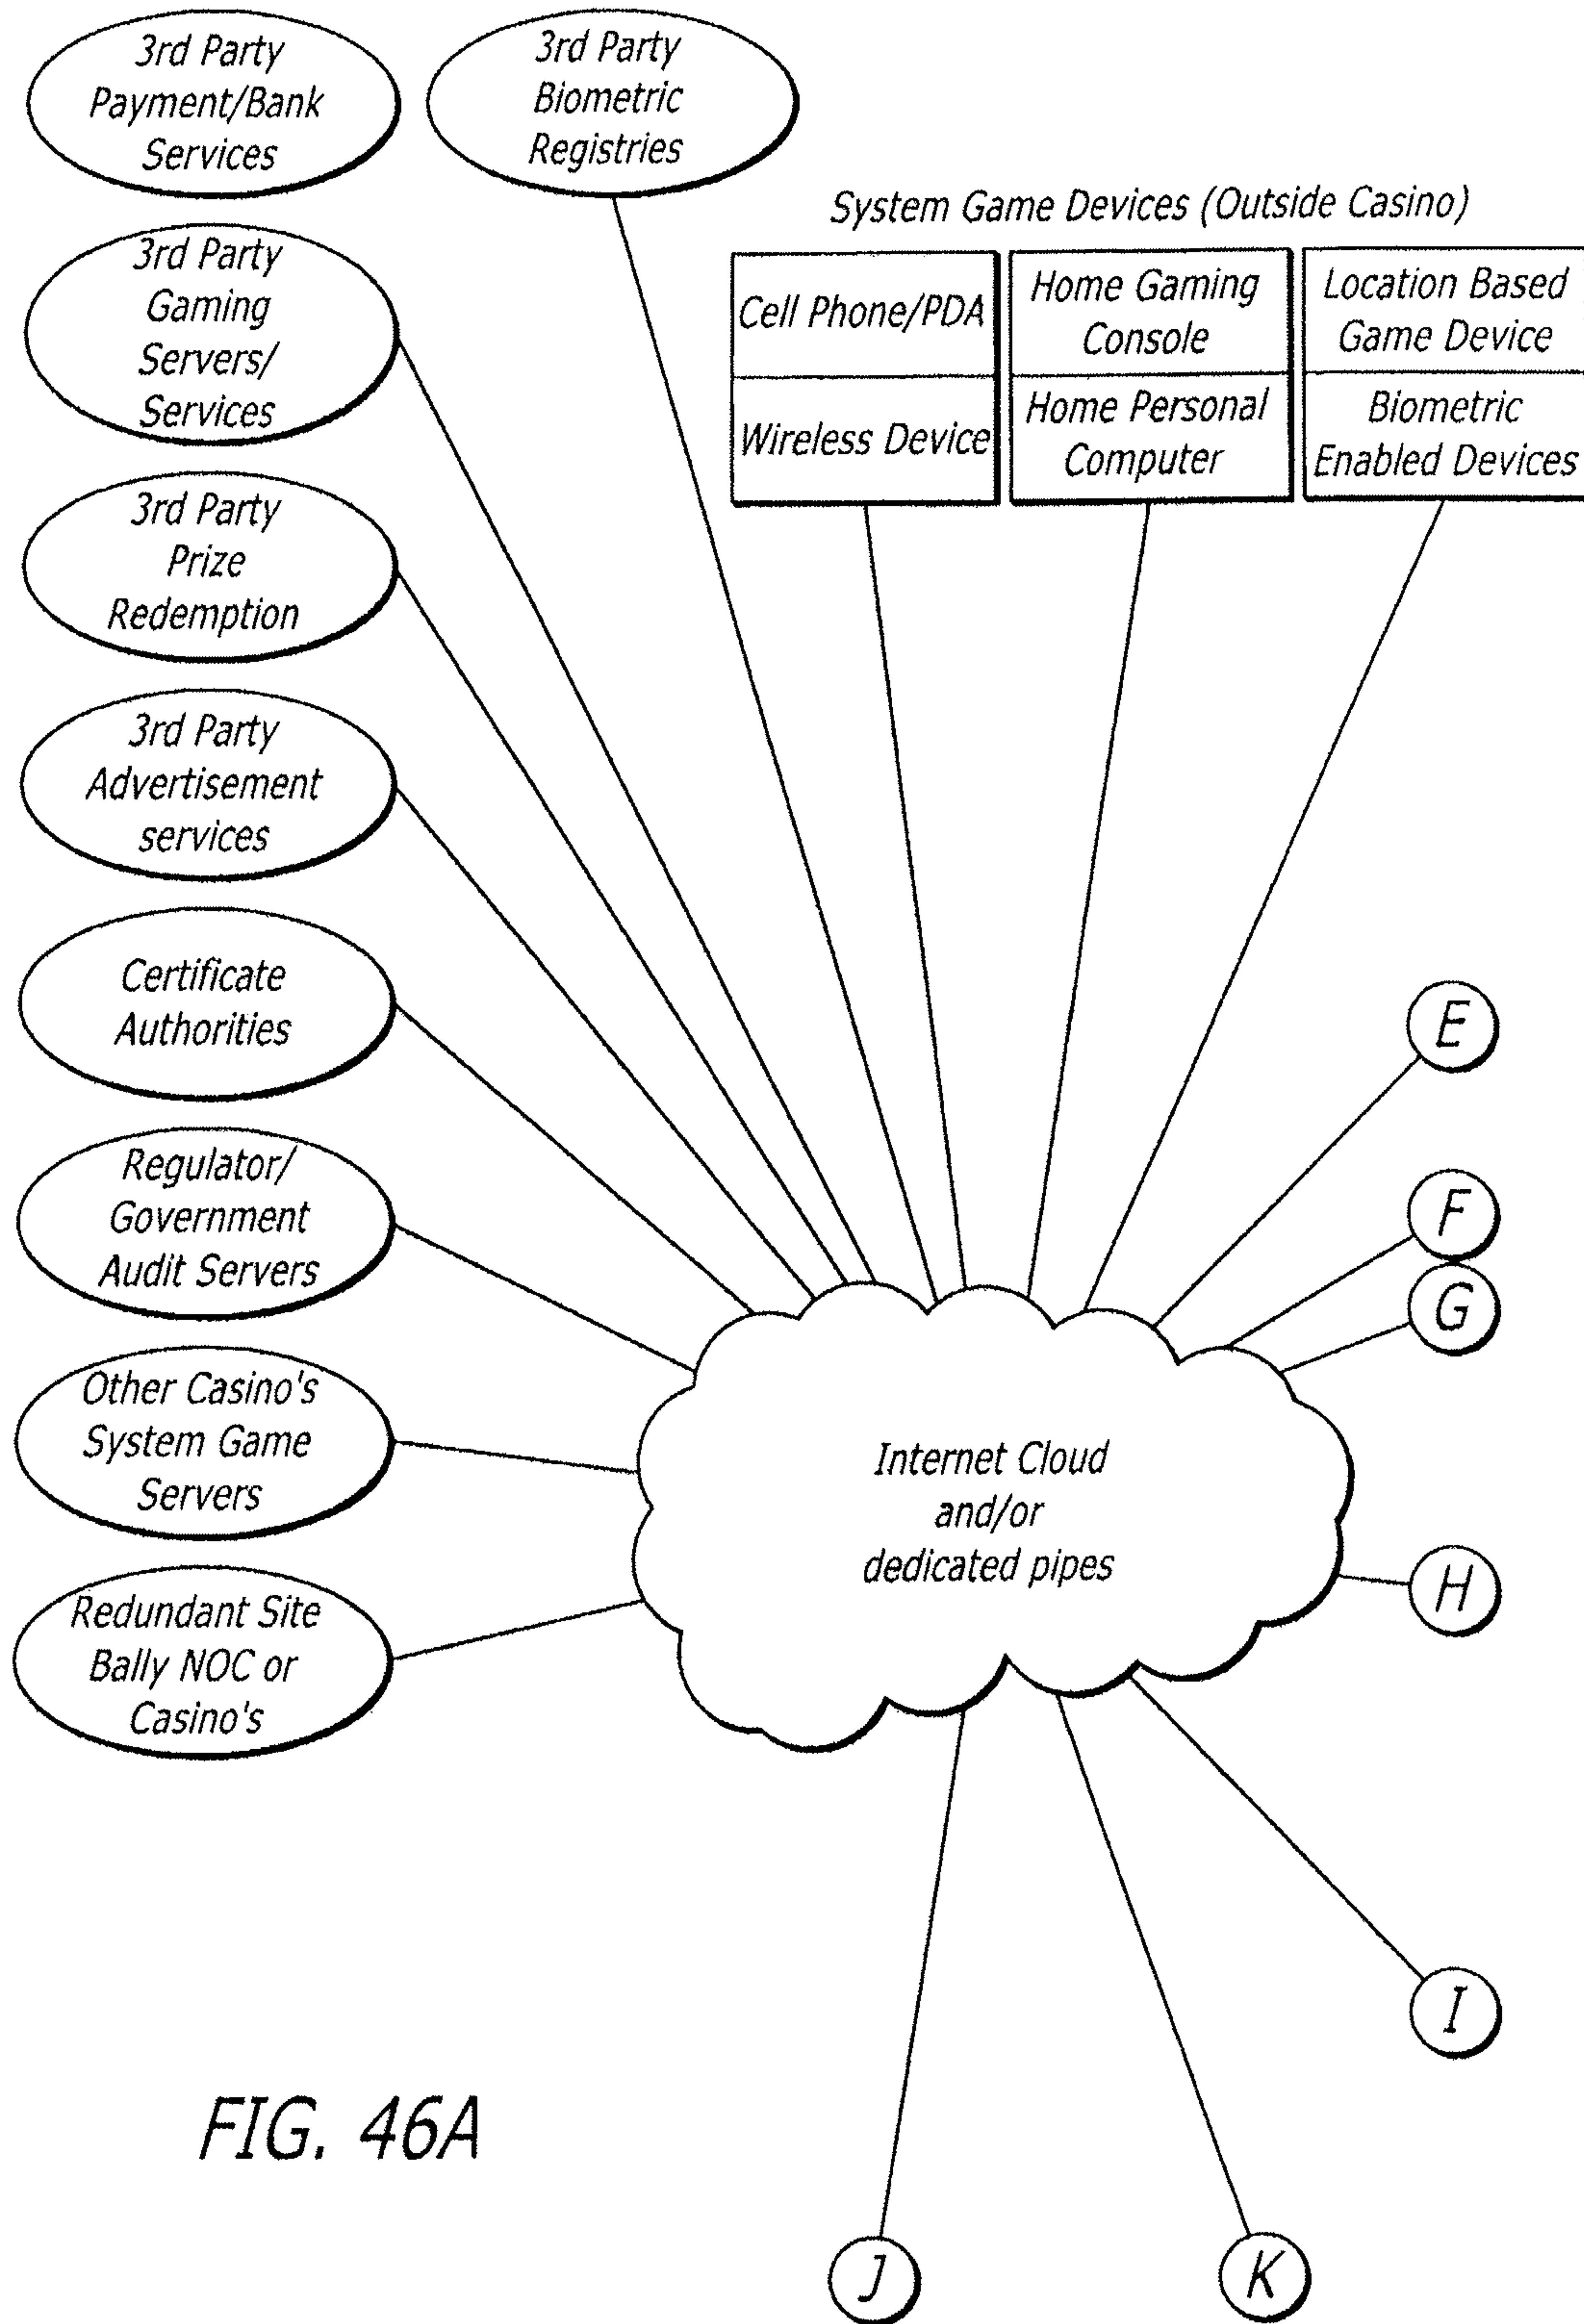 3rd Party
Payment/Bank
Services
3rd Party
Biometric
Registries
System Game Devices (Outside Casino)
Cell Phone/PDA
Wireless Device
Home Gaming
Console
Home Personal
Computer
Location Based
Game Device
Biometric
Enabled Devices
3rd Party
Gaming
Servers/
Services
3rd Party
Prize
Redemption
3rd Party
Advertisement
services
Certificate
Authorities
Regulator/
Government
Audit Servers
Other Casino's
System Game
Servers
Redundant Site
Bally NOC or
Casino's
Internet Cloud
and/or
dedicated pipes
E
F
G
H
I
J
K
FIG. 46A